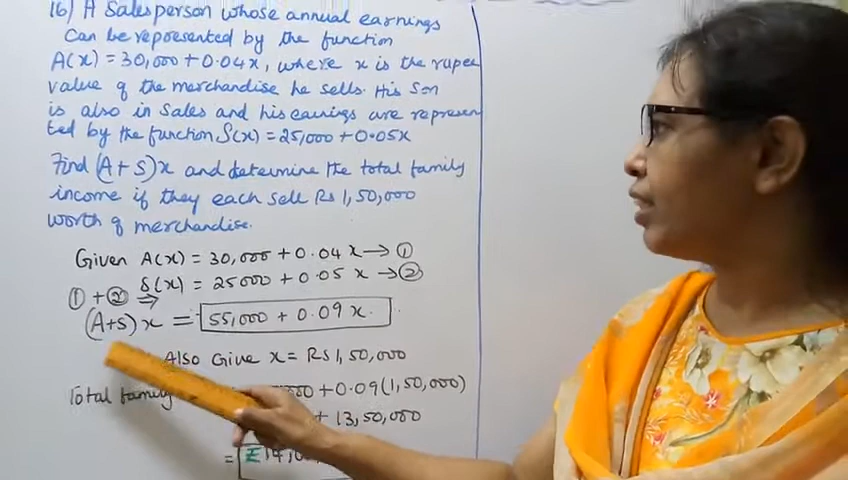 16) A Salesperson whose annual earnings
Can be represented by the function
A(x) = 30,000 + 0.04x, where x is the rupee
value of the merchandise he sells. His Son
is also in Sales and his earnings are represen
ted by the function S(x) = 25,000 + 0.05x
Find (A+S)x and determine the total family
income if they each sell Rs 1,50,000
worth of merchandise.
Given A(x) = 30,000 + 0.04 x → ①
S(x) = 25000 + 0.05 x → ②
① + ② ⇒
(A+S)x = 55,000 + 0.09 x.
Also Give x = Rs 1,50,000
Total family + 0.09 (1,50,000)
+ 13,50,000
=